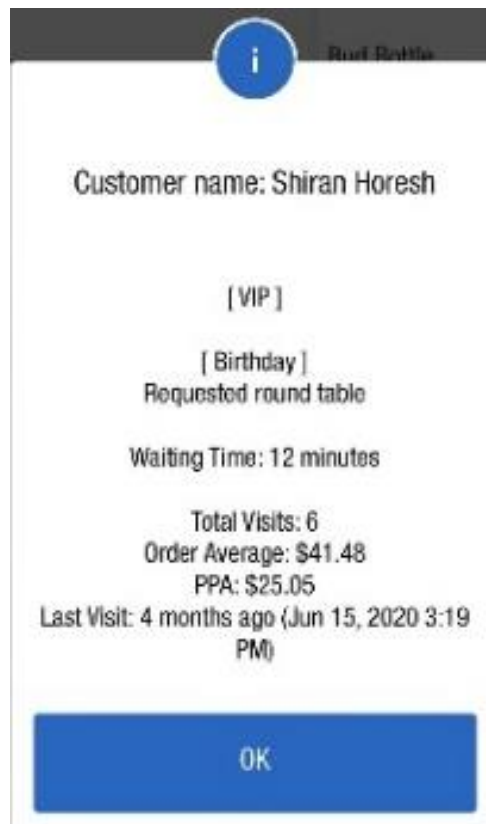 Bud Bottle
i
Customer name: Shiran Horesh
[ VIP ]
[ Birthday ]
Requested round table
Waiting Time: 12 minutes
Total Visits: 6
Order Average: $41.48
PPA: $25.05
Last Visit: 4 months ago (Jun 15, 2020 3:19
PM)
OK